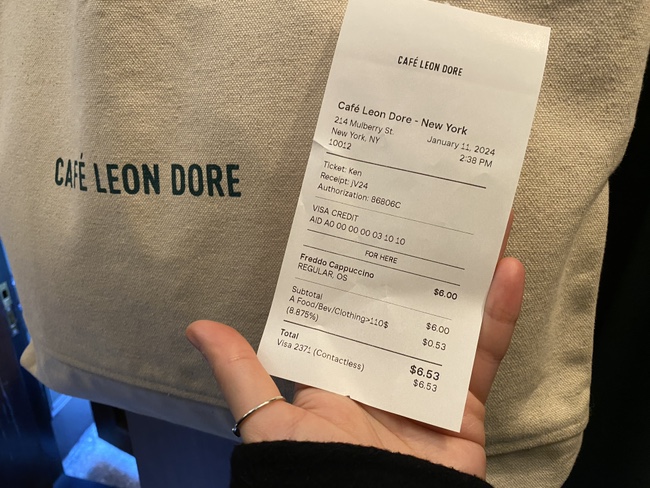 CAFÉ LEON DORE
CAFÉ LEON DORE
Café Leon Dore - New York
214 Mulberry St. January 11, 2024
New York, NY 2:38 PM
10012
Ticket: Ken
Receipt: jV24
Authorization: 86806C
VISA CREDIT
AID A0 00 00 00 03 10 10
FOR HERE
Freddo Cappuccino $6.00
REGULAR, OS
Subtotal $6.00
A Food/Bev/Clothing>110$ $0.53
(8.875%)
Total $6.53
Visa 2371 (Contactless) $6.53